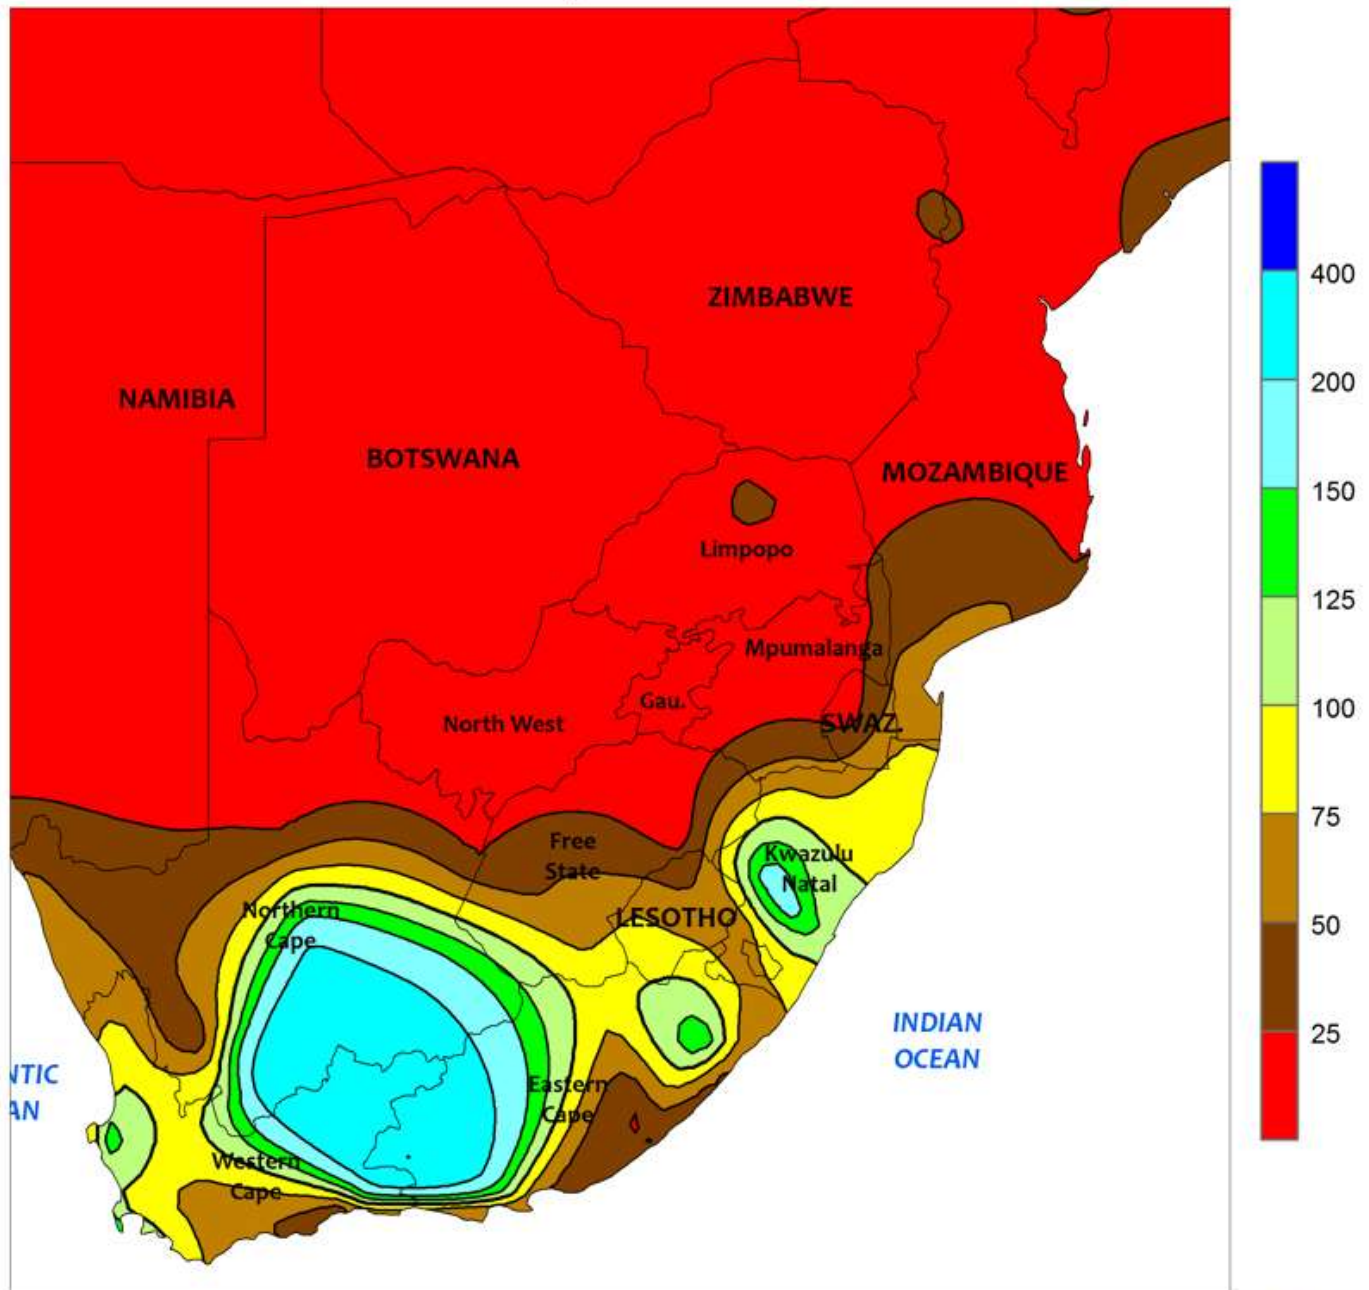 ZIMBABWE
NAMIBIA
BOTSWANA
MOZAMBIQUE
Limpopo
Mpumalanga
Gau.
North West
SWAZ.
Free
State
Kwazulu
Natal
Northern
Cape
LESOTHO
INDIAN
OCEAN
NTIC
AN
Eastern
Cape
Western
Cape
400
200
150
125
100
75
50
25